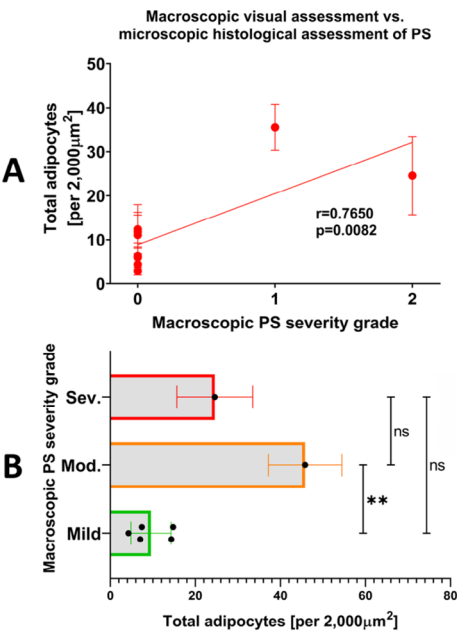 Macroscopic visual assessment vs.
microscopic histological assessment of PS
A
Total adipocytes
[per 2,000μm²]
50
40
30
20
10
0
r=0.7650
p=0.0082
0 1 2
Macroscopic PS severity grade
B
Macroscopic PS severity grade
Sev.
Mod.
Mild
ns
**
ns
0 20 40 60 80
Total adipocytes [per 2,000μm²]